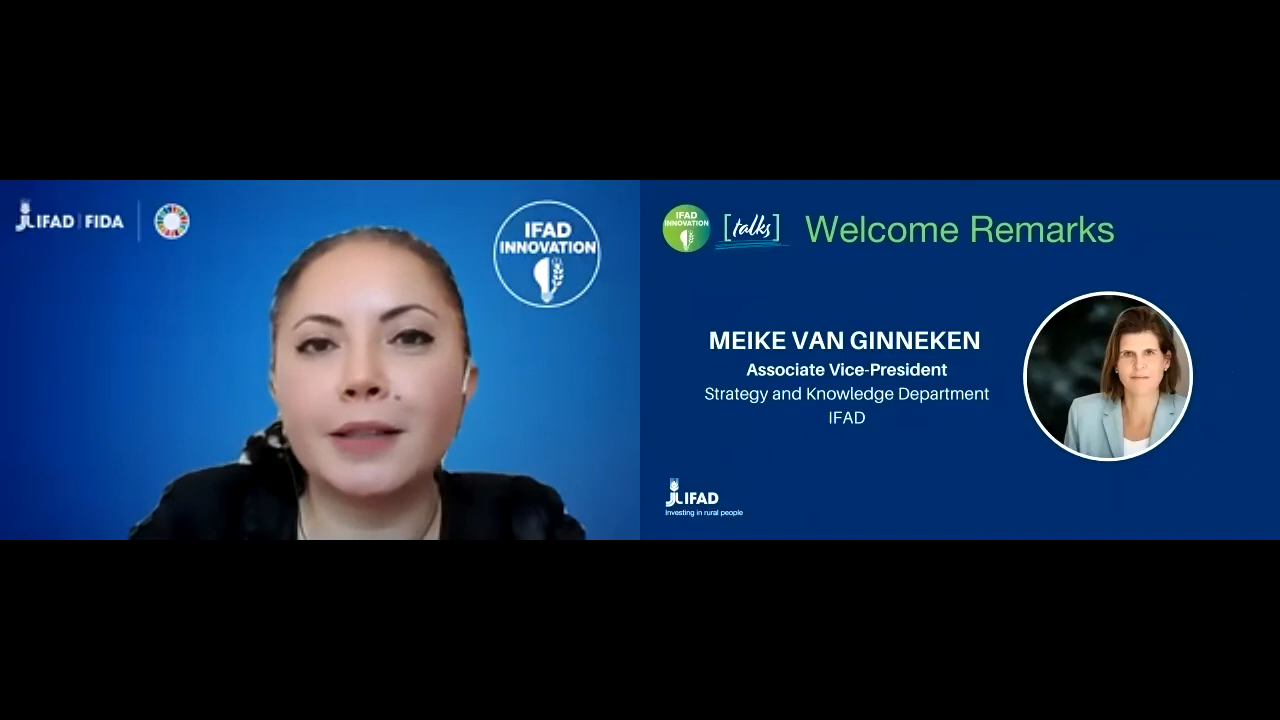 IFAD | FIDA
IFAD
INNOVATION
IFAD
INNOVATION
[talks]
Welcome Remarks
MEIKE VAN GINNEKEN
Associate Vice-President
Strategy and Knowledge Department
IFAD
IFAD
Investing in rural people